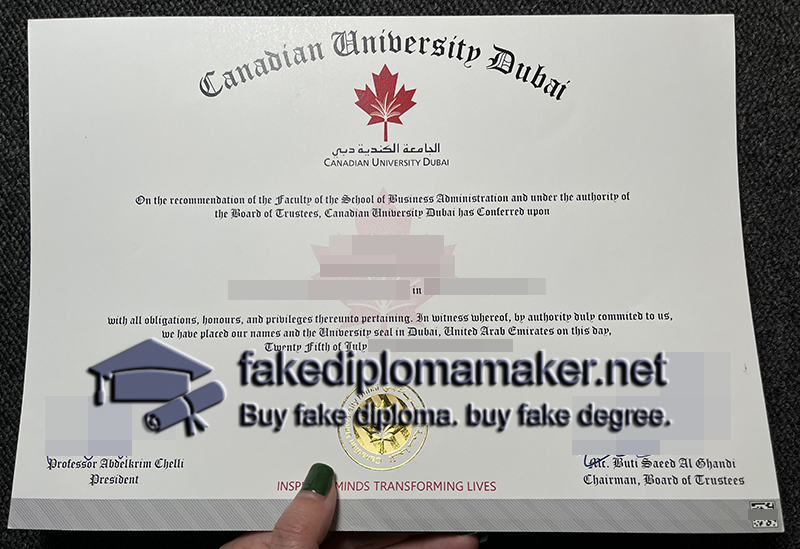 Canadian University Dubai
الجامعة الكندية دبي
CANADIAN UNIVERSITY DUBAI
On the recommendation of the Faculty of the School of Business Administration and under the authority of
the Board of Trustees, Canadian University Dubai has Conferred upon
in
with all obligations, honours, and privileges thereunto pertaining. In witness whereof, by authority duly commited to us,
we have placed our names and the University seal in Dubai, United Arab Emirates on this day,
Twenty Fifth of July
fakediplomamaker.net
Buy fake diploma. buy fake degree.
Professor Abdelkrim Chelli
President
Buti Saeed Al Ghandi
Chairman, Board of Trustees
MINDS TRANSFORMING LIVES